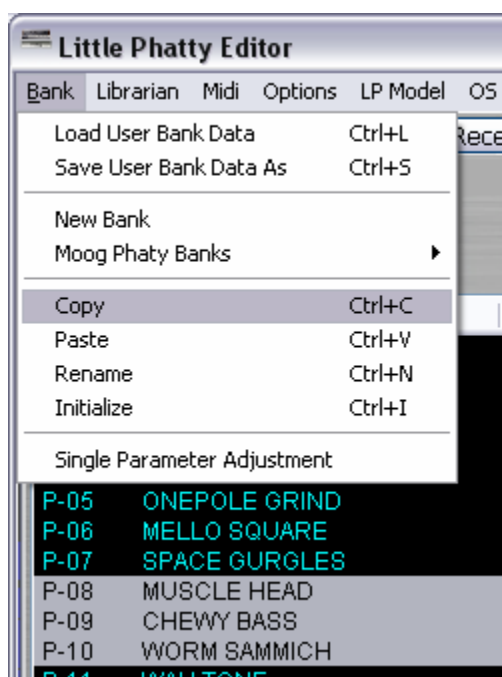 Little Phatty Editor
Bank Librarian Midi Options LP Model OS
Load User Bank Data Ctrl+L
Save User Bank Data As Ctrl+S
New Bank
Moog Phaty Banks
Copy Ctrl+C
Paste Ctrl+V
Rename Ctrl+N
Initialize Ctrl+I
Single Parameter Adjustment
P-05 ONEPOLE GRIND
P-06 MELLO SQUARE
P-07 SPACE GURGLES
P-08 MUSCLE HEAD
P-09 CHEWY BASS
P-10 WORM SAMMICH